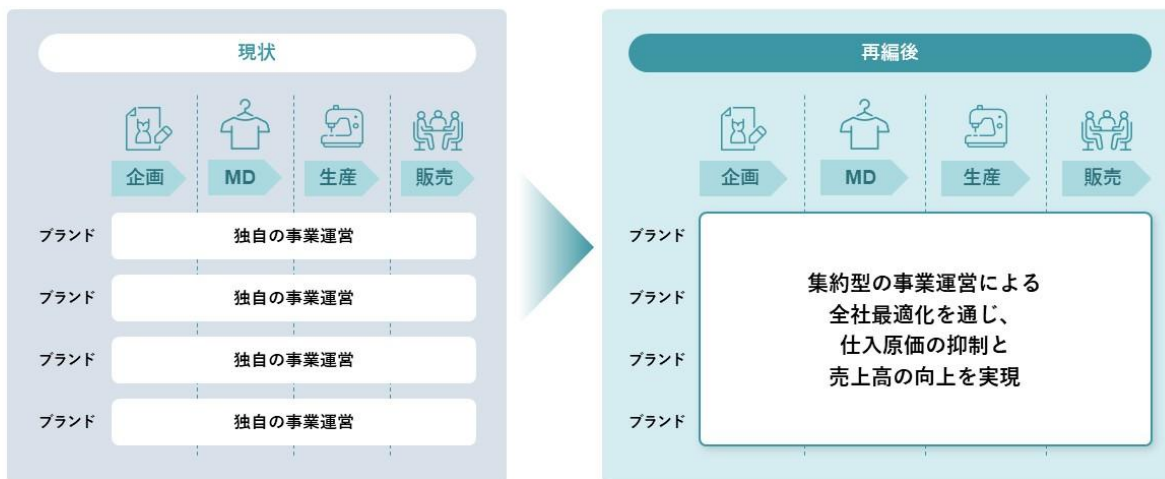 現状
企画
MD
生産
販売
ブランド
独自の事業運営
ブランド
独自の事業運営
ブランド
独自の事業運営
ブランド
独自の事業運営
再編後
企画
MD
生産
販売
ブランド
ブランド
ブランド
ブランド
集約型の事業運営による
全社最適化を通じ、
仕入原価の抑制と
売上高の向上を実現